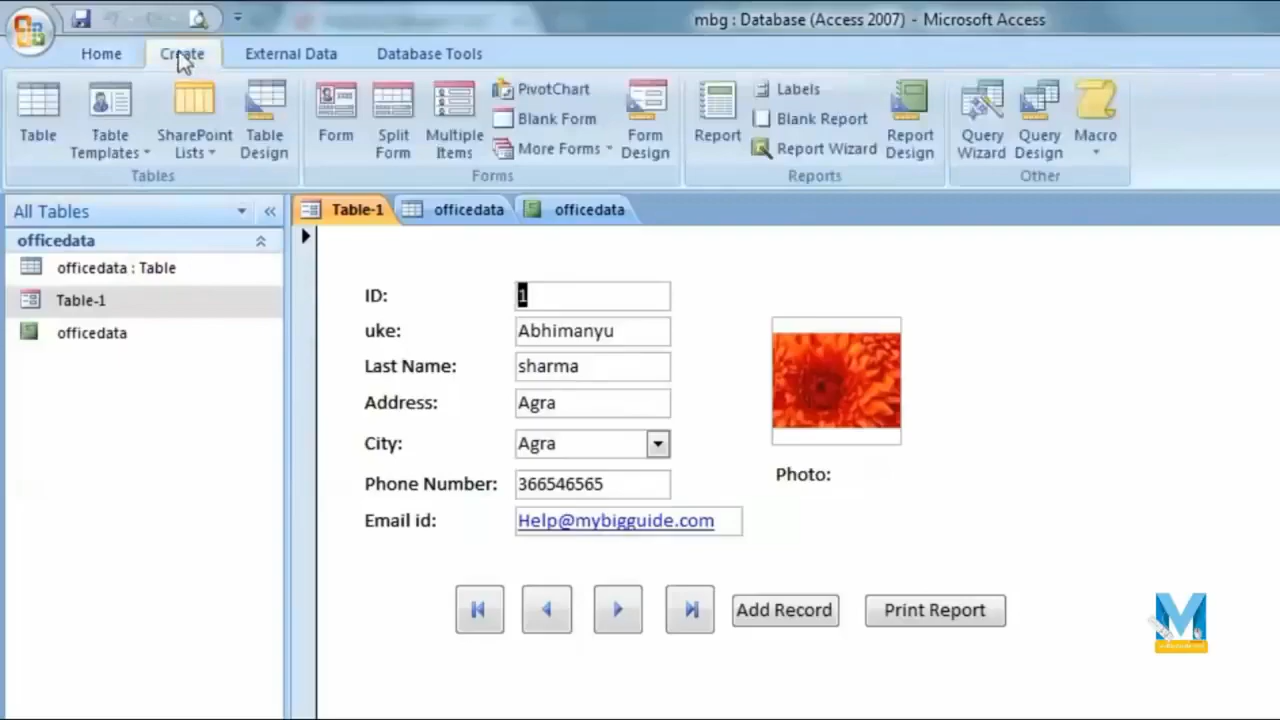 mbg : Database (Access 2007) - Microsoft Access
Home Create External Data Database Tools
Table
Table Templates
SharePoint Lists
Table Design
Tables
Form
Split Form
Multiple Items
PivotChart
Blank Form
More Forms
Form Design
Forms
Report
Labels
Blank Report
Report Wizard
Report Design
Reports
Query Wizard
Query Design
Macro
Other
All Tables
officedata
officedata : Table
Table-1
officedata
Table-1 officedata officedata
ID: 1
uke: Abhimanyu
Last Name: sharma
Address: Agra
City: Agra
Phone Number: 366546565
Email id: Help@mybigguide.com
Photo:
Add Record Print Report
M